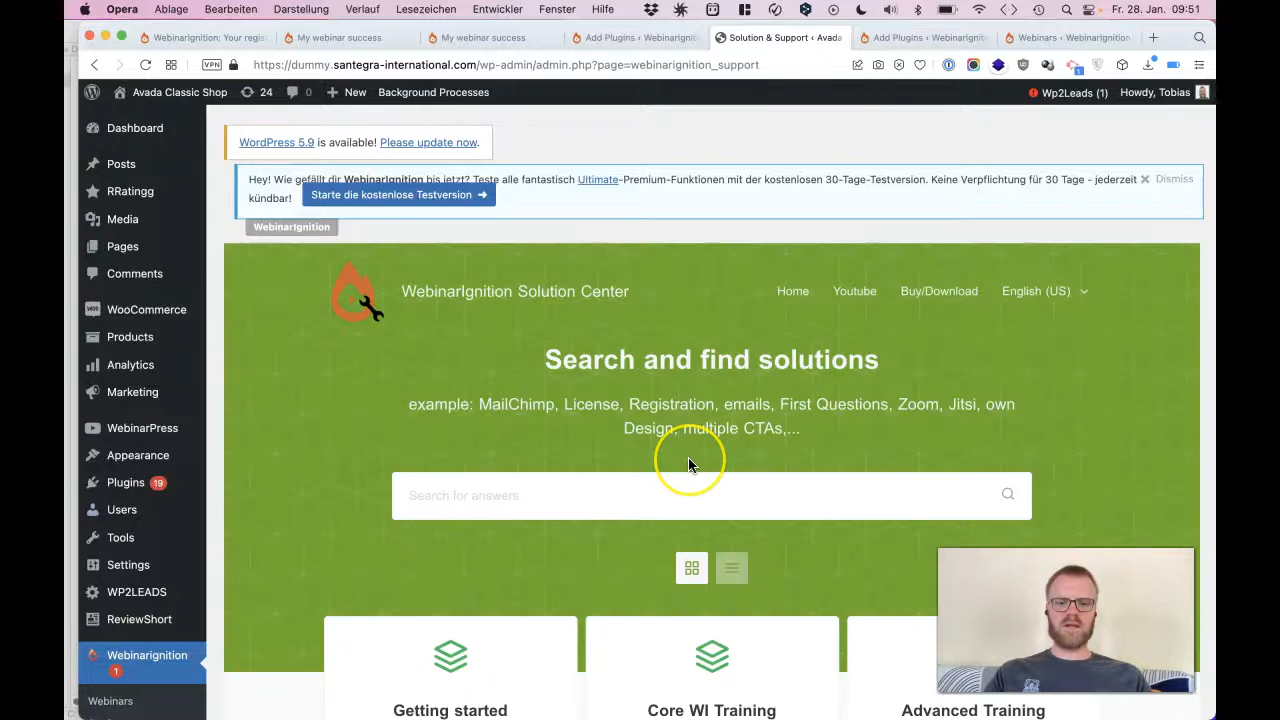 Opera Ablage Bearbeiten Darstellung Verlauf Lesezeichen Entwickler Fenster Hilfe Fr. 28. Jan. 09:51
WebinarIgnition: Your regis
My webinar success
My webinar success
Add Plugins ‹ WebinarIgniti
Solution & Support ‹ Avada
Add Plugins ‹ WebinarIgniti
Webinars ‹ WebinarIgnition
VPN https://dummy.santegra-international.com/wp-admin/admin.php?page=webinarignition_support
Avada Classic Shop 24 0 New Background Processes Wp2Leads (1) Howdy, Tobias
Dashboard
Posts
RRatingg
Media
Pages
Comments
WooCommerce
Products
Analytics
Marketing
WebinarPress
Appearance
Plugins 19
Users
Tools
Settings
WP2LEADS
ReviewShort
WebinarIgnition
1
Webinars
WordPress 5.9 is available! Please update now.
Hey! Wie gefällt dir WebinarIgnition bis jetzt? Teste alle fantastisch Ultimate-Premium-Funktionen mit der kostenlosen 30-Tage-Testversion. Keine Verpflichtung für 30 Tage - jederzeit
kündbar! Starte die kostenlose Testversion ➜
Dismiss
WebinarIgnition
WebinarIgnition Solution Center
Home Youtube Buy/Download English (US)
Search and find solutions
example: MailChimp, License, Registration, emails, First Questions, Zoom, Jitsi, own
Design, multiple CTAs,...
Search for answers
Getting started
Core WI Training
Advanced Training